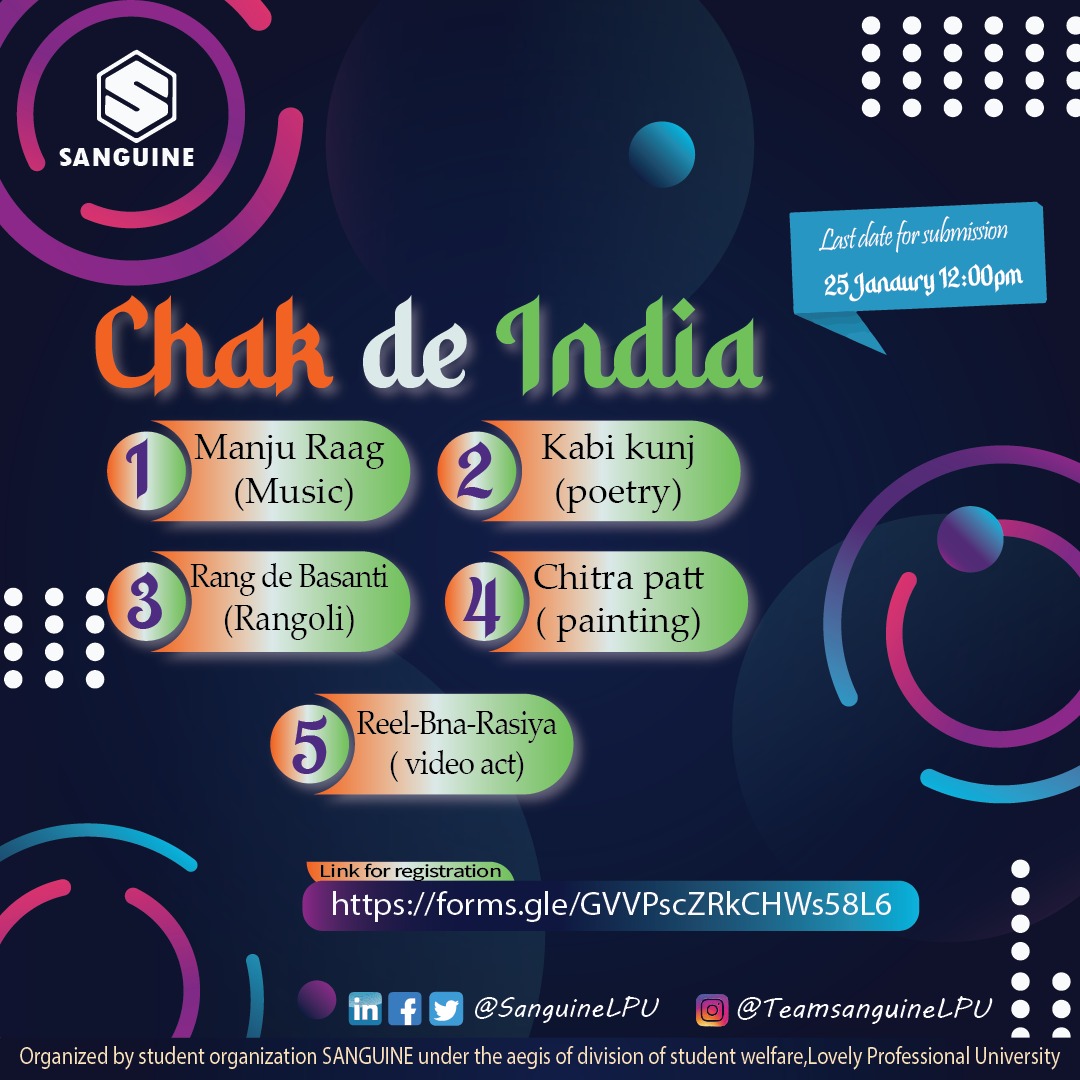 SANGUINE
Last date for submission
25 Janaury 12:00pm
Chak de India
1
Manju Raag
(Music)
2
Kabi kunj
(poetry)
3
Rang de Basanti
(Rangoli)
4
Chitra patt
( painting)
5
Reel-Bna-Rasiya
( video act)
Link for registration
https://forms.gle/GVVPscZRkCHWs58L6
@SanguineLPU
@TeamsanguineLPU
Organized by student organization SANGUINE under the aegis of division of student welfare,Lovely Professional University